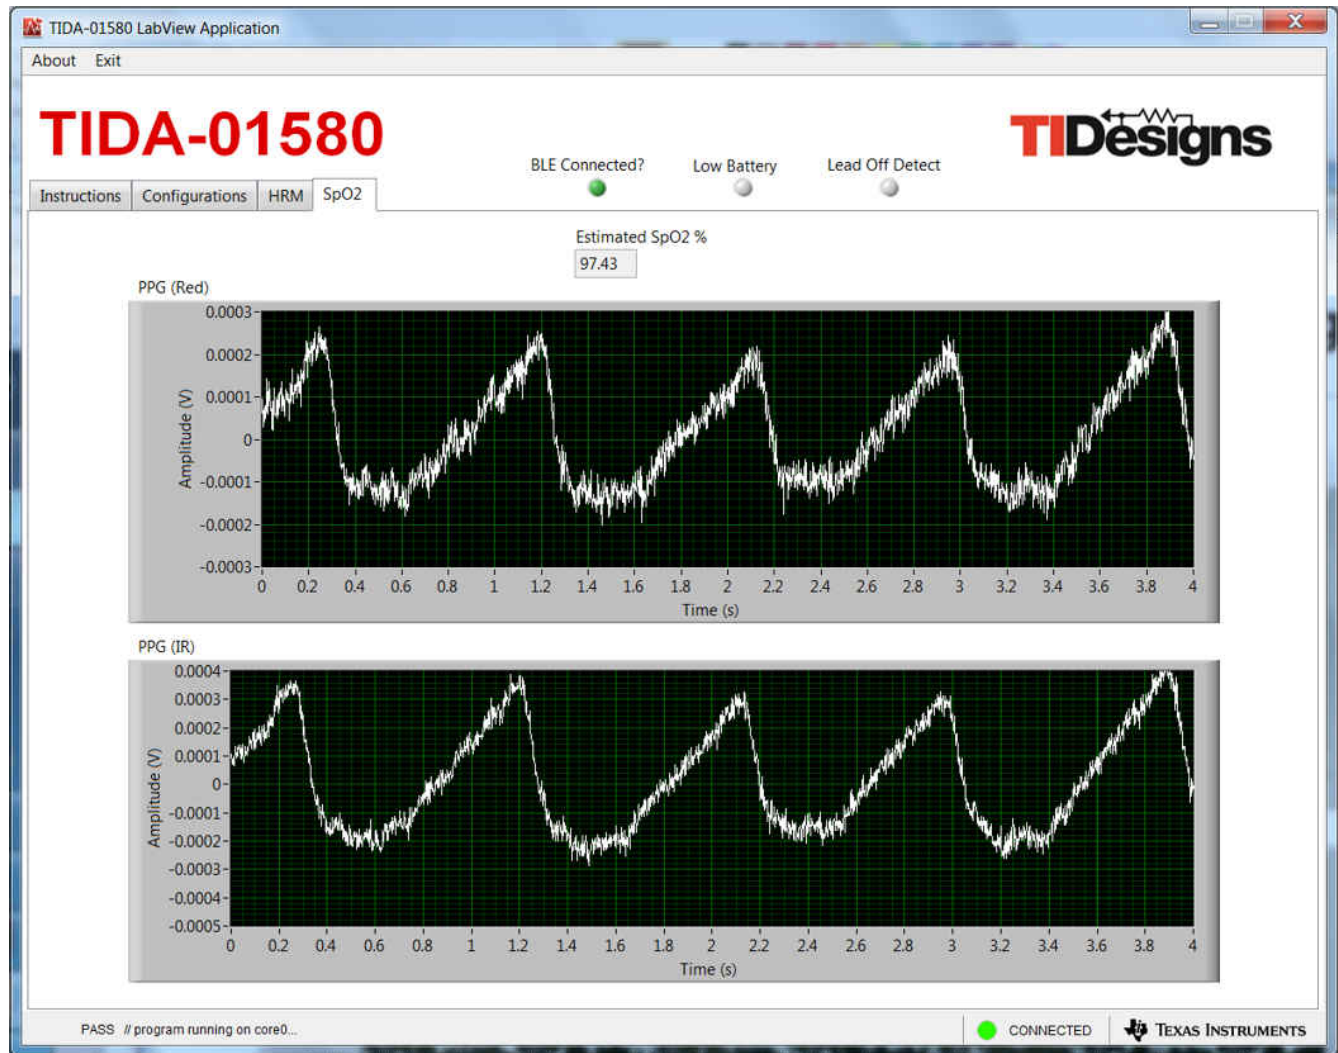 TIDA-01580 LabView Application
About Exit
TIDA-01580
TIDesigns
BLE Connected? Low Battery Lead Off Detect
Instructions Configurations HRM SpO2
Estimated SpO2 %
97.43
PPG (Red)
0.0003
0.0002
0.0001
0
-0.0001
-0.0002
-0.0003
Amplitude (V)
0 0.2 0.4 0.6 0.8 1 1.2 1.4 1.6 1.8 2 2.2 2.4 2.6 2.8 3 3.2 3.4 3.6 3.8 4
Time (s)
PPG (IR)
0.0004
0.0003
0.0002
0.0001
0
-0.0001
-0.0002
-0.0003
-0.0004
-0.0005
Amplitude (V)
0 0.2 0.4 0.6 0.8 1 1.2 1.4 1.6 1.8 2 2.2 2.4 2.6 2.8 3 3.2 3.4 3.6 3.8 4
Time (s)
PASS // program running on core0...
CONNECTED
TEXAS INSTRUMENTS